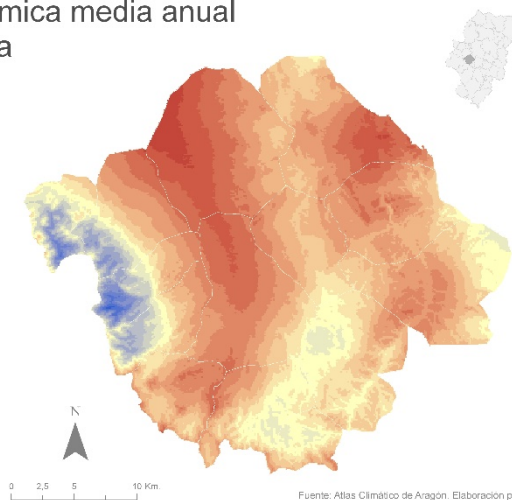 mica media anual
a
N
0 2,5 5 10 Km
Fuente: Atlas Climático de Aragón. Elaboración p